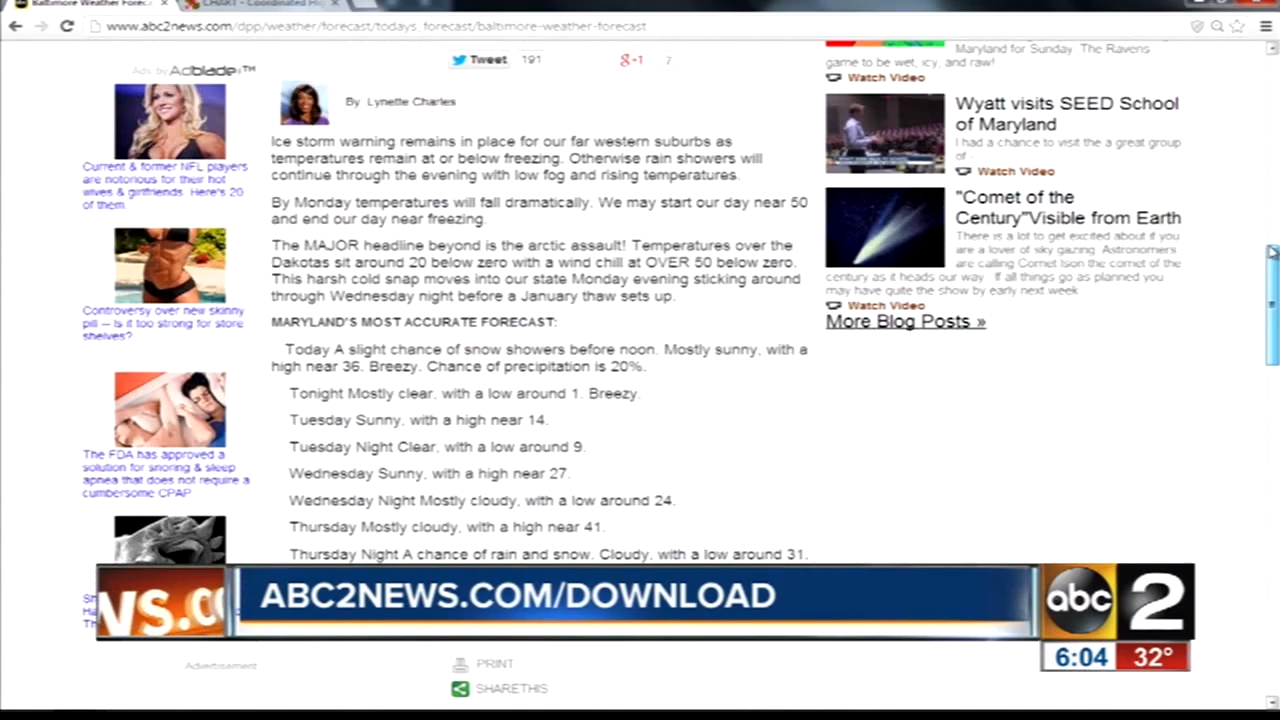 Baltimore Weather Forec
CHART - Coordinated Hi
www.abc2news.com/dpp/weather/forecast/todays_forecast/baltimore-weather-forecast
Ads by Adblade™
Current & former NFL players
are notorious for their hot
wives & girlfriends. Here's 20
of them
Controversy over new skinny
pill -- Is it too strong for store
shelves?
The FDA has approved a
solution for snoring & sleep
apnea that does not require a
cumbersome CPAP
Advertisement
Tweet 191
g+1 7
By Lynette Charles
Ice storm warning remains in place for our far western suburbs as
temperatures remain at or below freezing. Otherwise rain showers will
continue through the evening with low fog and rising temperatures.
By Monday temperatures will fall dramatically. We may start our day near 50
and end our day near freezing.
The MAJOR headline beyond is the arctic assault! Temperatures over the
Dakotas sit around 20 below zero with a wind chill at OVER 50 below zero.
This harsh cold snap moves into our state Monday evening sticking around
through Wednesday night before a January thaw sets up.
MARYLAND'S MOST ACCURATE FORECAST:
Today A slight chance of snow showers before noon. Mostly sunny, with a
high near 36. Breezy. Chance of precipitation is 20%.
Tonight Mostly clear, with a low around 1. Breezy.
Tuesday Sunny, with a high near 14.
Tuesday Night Clear, with a low around 9.
Wednesday Sunny, with a high near 27.
Wednesday Night Mostly cloudy, with a low around 24.
Thursday Mostly cloudy, with a high near 41.
Thursday Night A chance of rain and snow. Cloudy, with a low around 31.
PRINT
SHARETHIS
Maryland for Sunday. The Ravens
game to be wet, icy, and raw!
Watch Video
Wyatt visits SEED School
of Maryland
I had a chance to visit the a great group
of
Watch Video
"Comet of the
Century"Visible from Earth
There is a lot to get excited about if you
are a lover of sky gazing. Astronomiers
are calling Comet Ison the comet of the
century as it heads our way. If all things go as planned you
may have quite the show by early next week
Watch Video
More Blog Posts »
WS.CO
ABC2NEWS.COM/DOWNLOAD
abc 2
6:04 32°